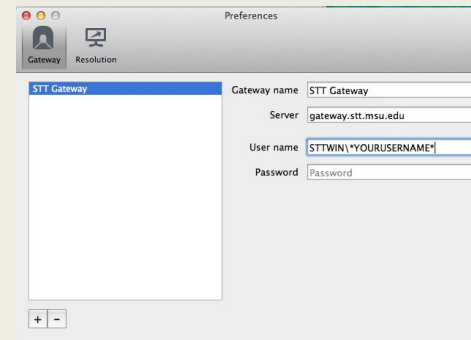 Preferences
Gateway Resolution
STT Gateway
Gateway name STT Gateway
Server gateway.stt.msu.edu
User name STTWIN\*YOURUSERNAME*
Password Password
+ -